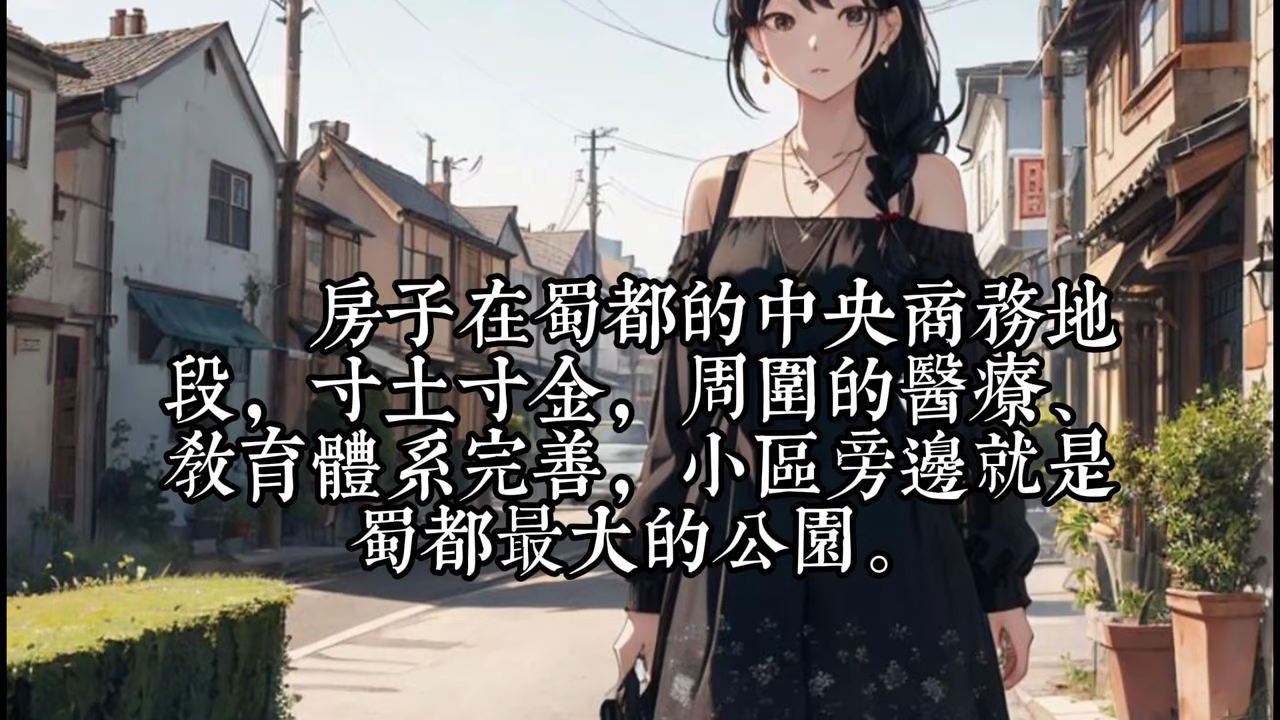 房子在蜀都的中央商務地
段，寸土寸金，周圍的醫療、
教育體系完善，小區旁邊就是
蜀都最大的公園。